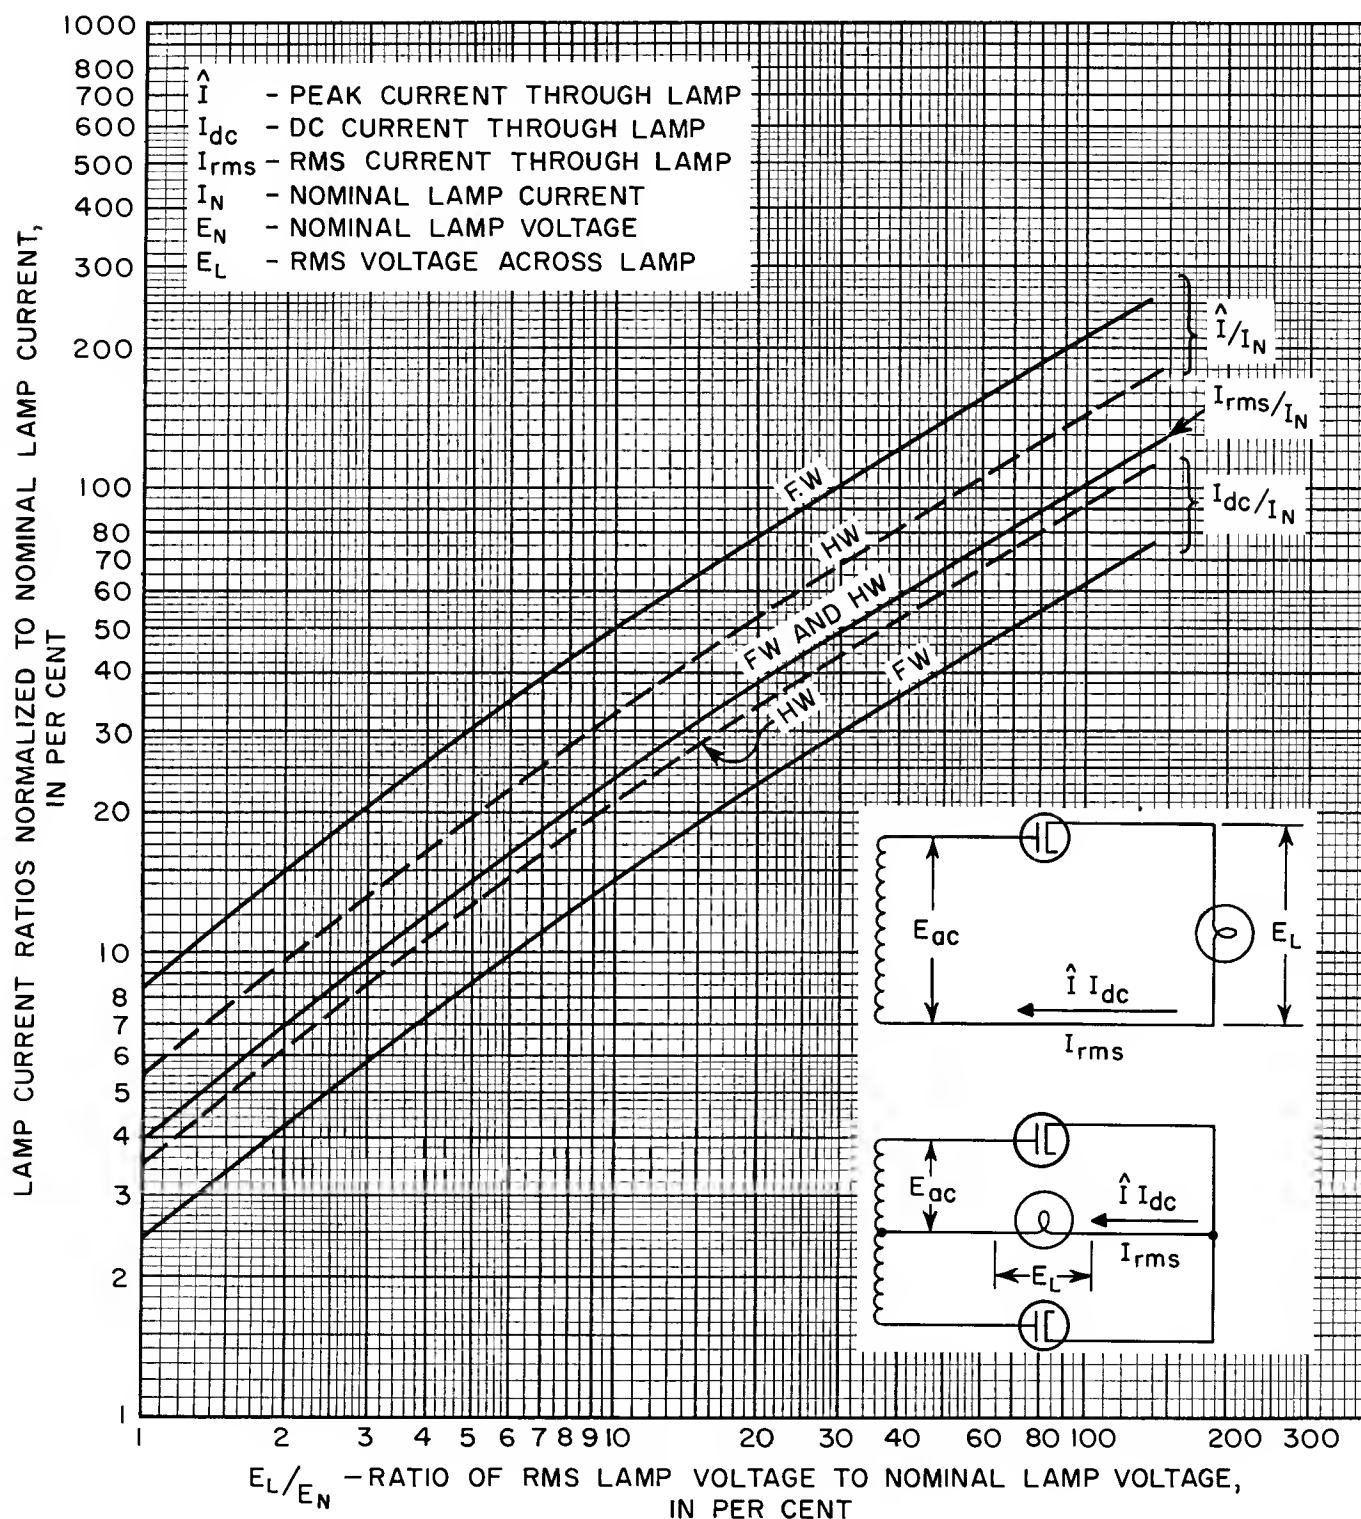 LAMP CURRENT RATIOS NORMALIZED TO NOMINAL LAMP CURRENT,
IN PER CENT
1000
800
700
600
500
400
300
200
100
80
70
60
50
40
30
20
10
8
7
6
5
4
3
2
1
Î - PEAK CURRENT THROUGH LAMP
Idc - DC CURRENT THROUGH LAMP
Irms - RMS CURRENT THROUGH LAMP
IN - NOMINAL LAMP CURRENT
EN - NOMINAL LAMP VOLTAGE
EL - RMS VOLTAGE ACROSS LAMP
Î/IN
Irms/IN
Idc/IN
FW
HW
FW AND HW
HW
FW
Eac
EL
Î Idc
Irms
Eac
Î Idc
Irms
EL
1 2 3 4 5 6 7 8 9 10 20 30 40 60 80 100 200 300
EL/EN - RATIO OF RMS LAMP VOLTAGE TO NOMINAL LAMP VOLTAGE,
IN PER CENT